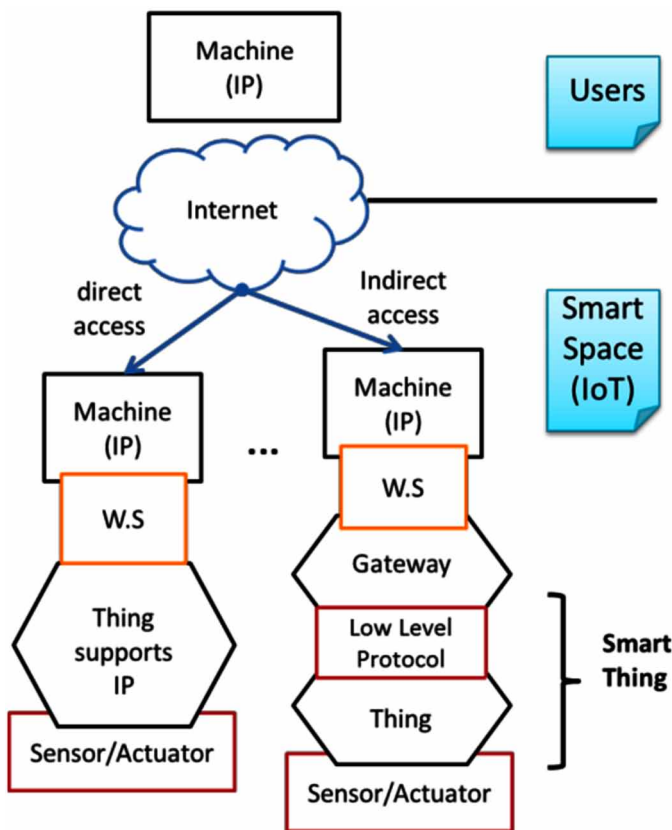 Machine
(IP)
Users
Internet
direct
access
Indirect
access
Smart
Space
(IoT)
Machine
(IP)
...
Machine
(IP)
W.S
W.S
Gateway
Thing
supports
IP
Low Level
Protocol
Smart
Thing
Thing
Sensor/Actuator
Sensor/Actuator